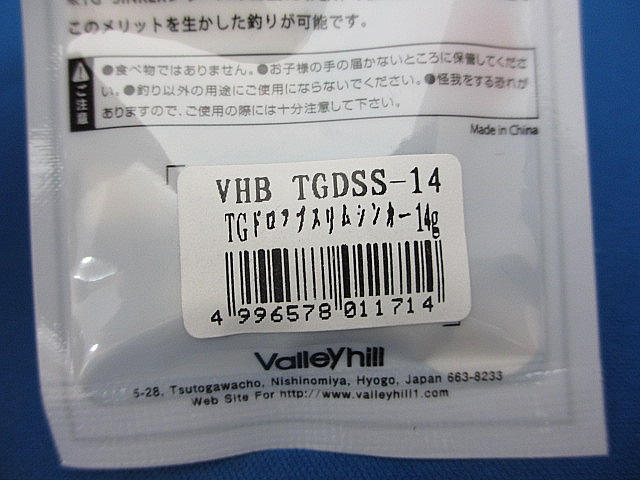 このメリットを生かした釣りが可能です。
ご注意
●食べ物ではありません。●お子様の手の届かないところに保管してくださ
い。●釣り以外の用途にご使用にならないでください。●怪我をする恐れが
ありますので、ご使用の際には十分注意して下さい。
Made in China
VHB TGDSS-14
TGドロップスリムシンカー14g
4 996578 011714
Valleyhill
5-28, Tsutogawacho, Nishinomiya, Hyogo, Japan 663-8233
Web Site For http://www.valleyhill1.com